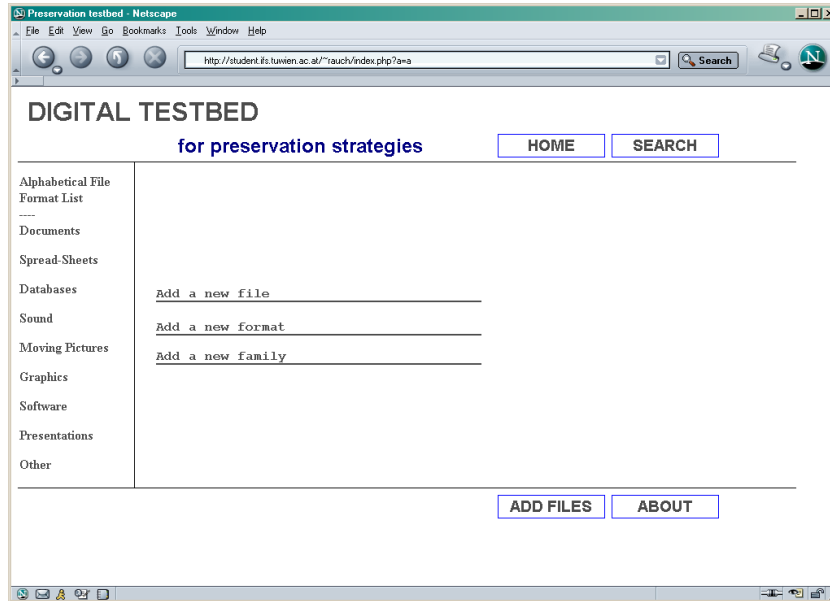 Preservation testbed - Netscape
File Edit View Go Bookmarks Tools Window Help
http://student.ifs.tuwien.ac.at/~rauch/index.php?a=a
Search
N
DIGITAL TESTBED
for preservation strategies
HOME
SEARCH
Alphabetical File
Format List
----
Documents
Spread-Sheets
Databases
Sound
Moving Pictures
Graphics
Software
Presentations
Other
Add a new file
Add a new format
Add a new family
ADD FILES
ABOUT